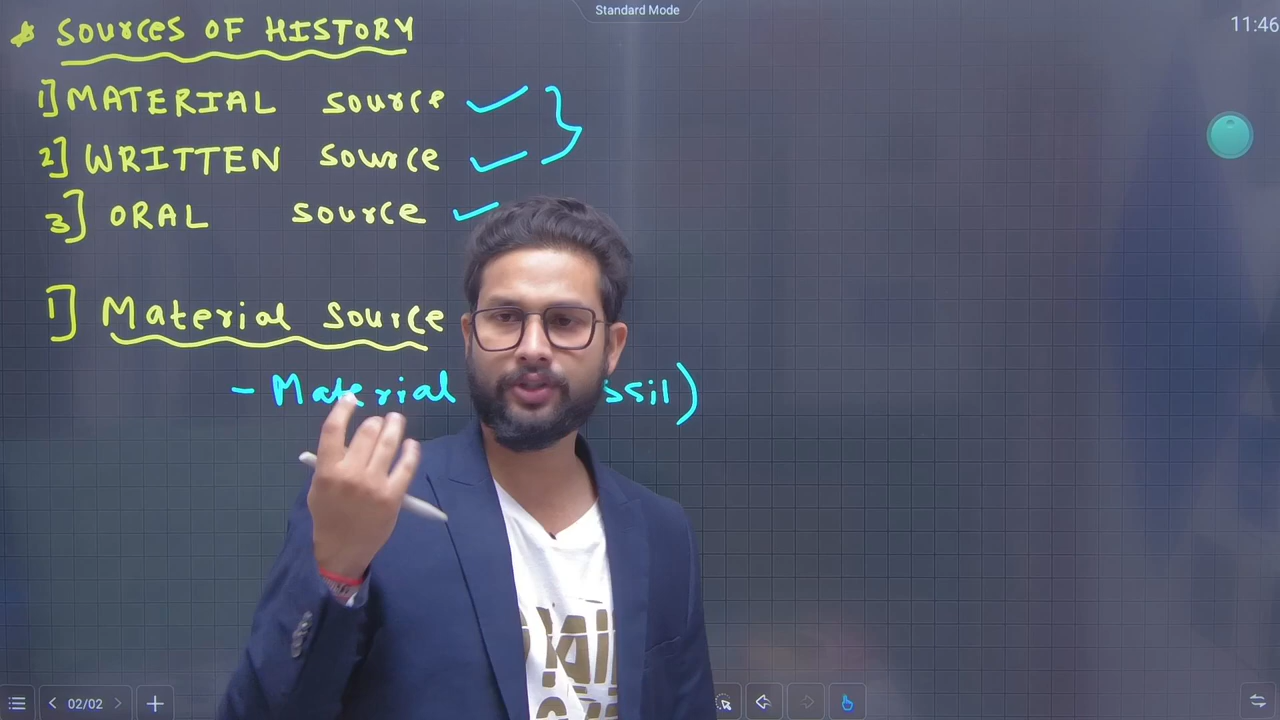 SOURCES OF HISTORY
1] MATERIAL source
2] WRITTEN source
3] ORAL source
1] Material source
- Material ssil)
Standard Mode
11:46
02/02